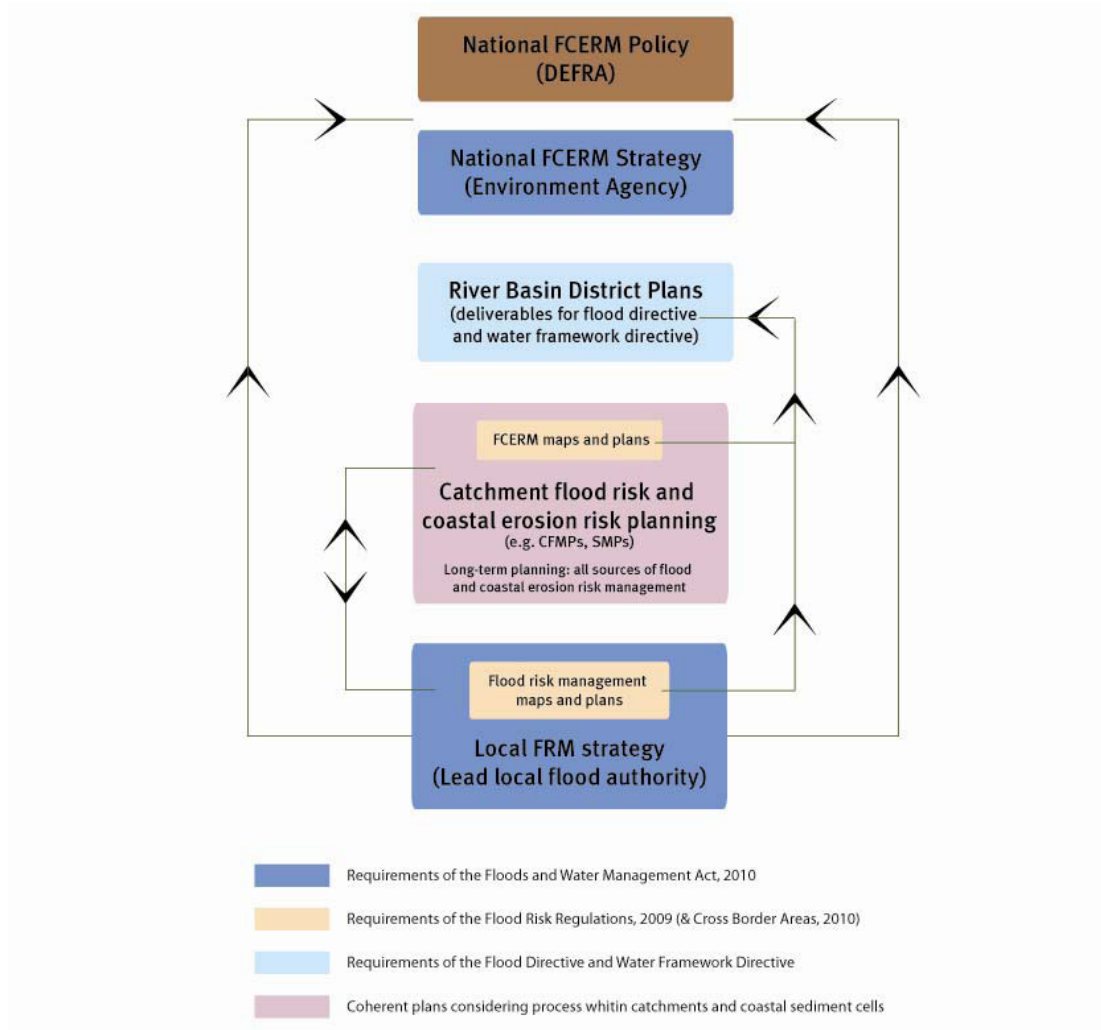 National FCERM Policy
(DEFRA)
National FCERM Strategy
(Environment Agency)
River Basin District Plans
(deliverables for flood directive
and water framework directive)
FCERM maps and plans
Catchment flood risk and
coastal erosion risk planning
(e.g. CFMPs, SMPs)
Long-term planning: all sources of flood
and coastal erosion risk management
Flood risk management
maps and plans
Local FRM strategy
(Lead local flood authority)
Requirements of the Floods and Water Management Act, 2010
Requirements of the Flood Risk Regulations, 2009 (& Cross Border Areas, 2010)
Requirements of the Flood Directive and Water Framework Directive
Coherent plans considering process whitin catchments and coastal sediment cells